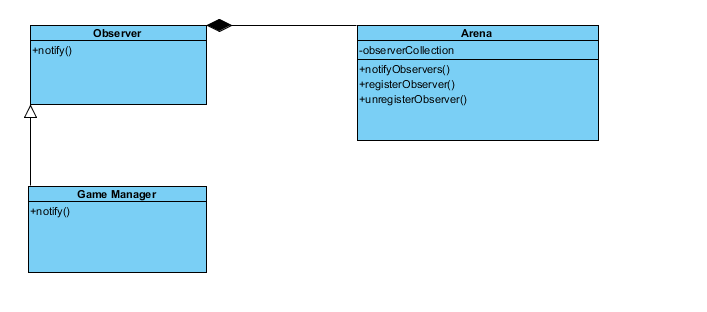 Observer
+notify()
Arena
-observerCollection
+notifyObservers()
+registerObserver()
+unregisterObserver()
Game Manager
+notify()